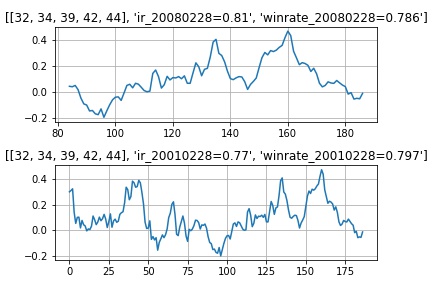 [[32, 34, 39, 42, 44], 'ir_20080228=0.81', 'winrate_20080228=0.786']
0.4
0.2
0.0
−0.2
80 100 120 140 160 180
[[32, 34, 39, 42, 44], 'ir_20010228=0.77', 'winrate_20010228=0.797']
0.4
0.2
0.0
−0.2
0 25 50 75 100 125 150 175